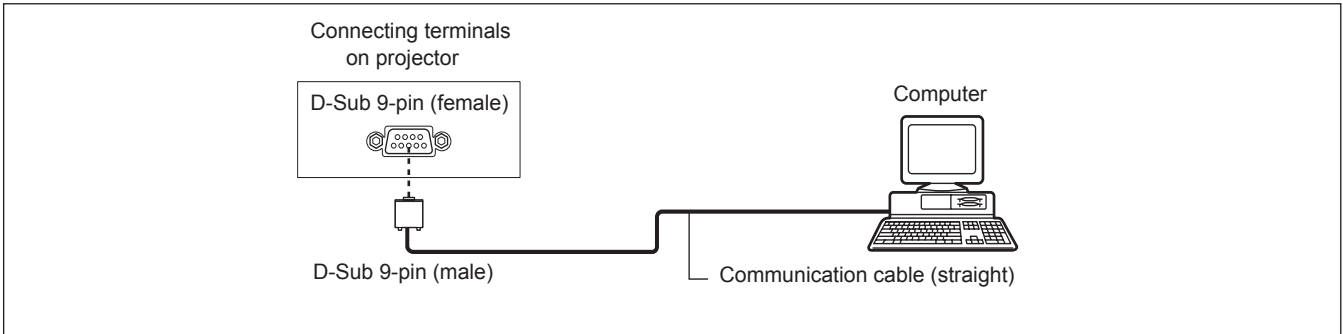 Connecting terminals
on projector
D-Sub 9-pin (female)
Computer
D-Sub 9-pin (male)
Communication cable (straight)